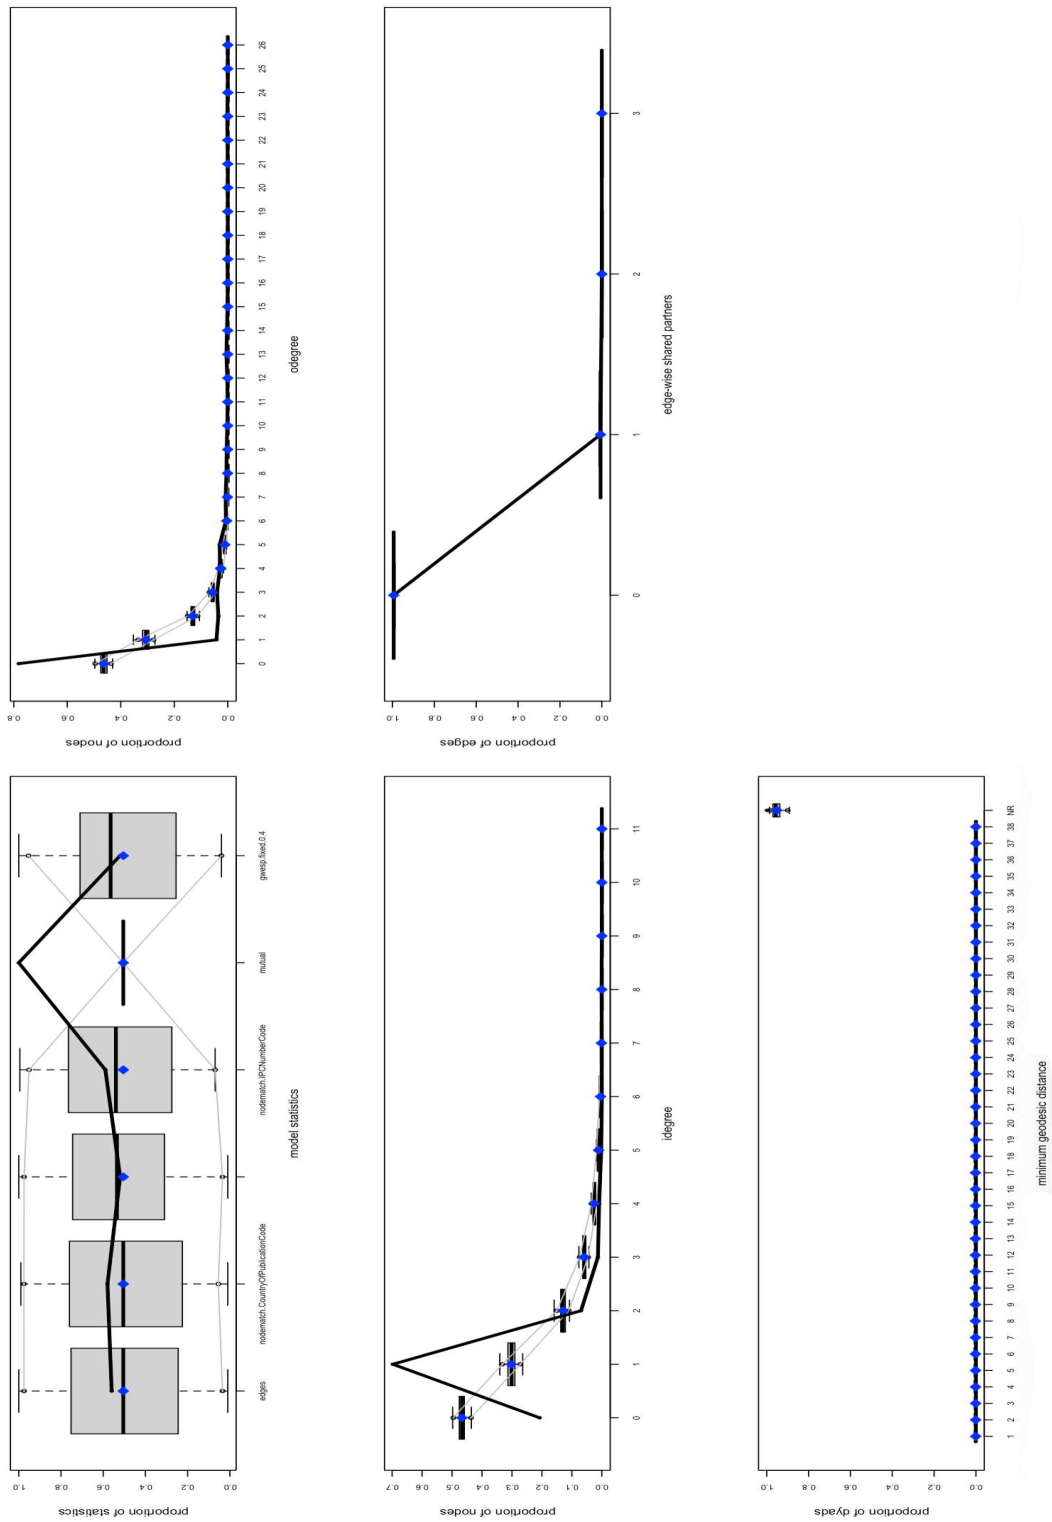 proportion of statistics
0.0 0.2 0.4 0.6 0.8 1.0
edges
nodematch.CountryOfPublicationCode
nodematch.IPCNumberCode
mutual
gwesp.fixed.0.4
model statistics
proportion of nodes
0.0 0.2 0.4 0.6 0.8
0 1 2 3 4 5 6 7 8 9 10 11 12 13 14 15 16 17 18 19 20 21 22 23 24 25 26
odegree
proportion of nodes
0.0 0.1 0.2 0.3 0.4 0.5 0.6 0.7
0 1 2 3 4 5 6 7 8 9 10 11
idegree
proportion of edges
0.0 0.2 0.4 0.6 0.8 1.0
0 1 2 3
edge-wise shared partners
proportion of dyads
0.0 0.2 0.4 0.6 0.8 1.0
1 2 3 4 5 6 7 8 9 10 11 12 13 14 15 16 17 18 19 20 21 22 23 24 25 26 27 28 29 30 31 32 33 34 35 36 37 38 NR
minimum geodesic distance